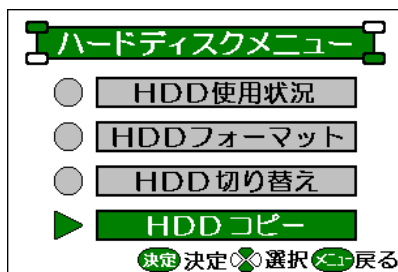 ハードディスクメニュー
HDD使用状況
HDDフォーマット
HDD切り替え
HDDコピー
決定 決定 選択 メニュー 戻る